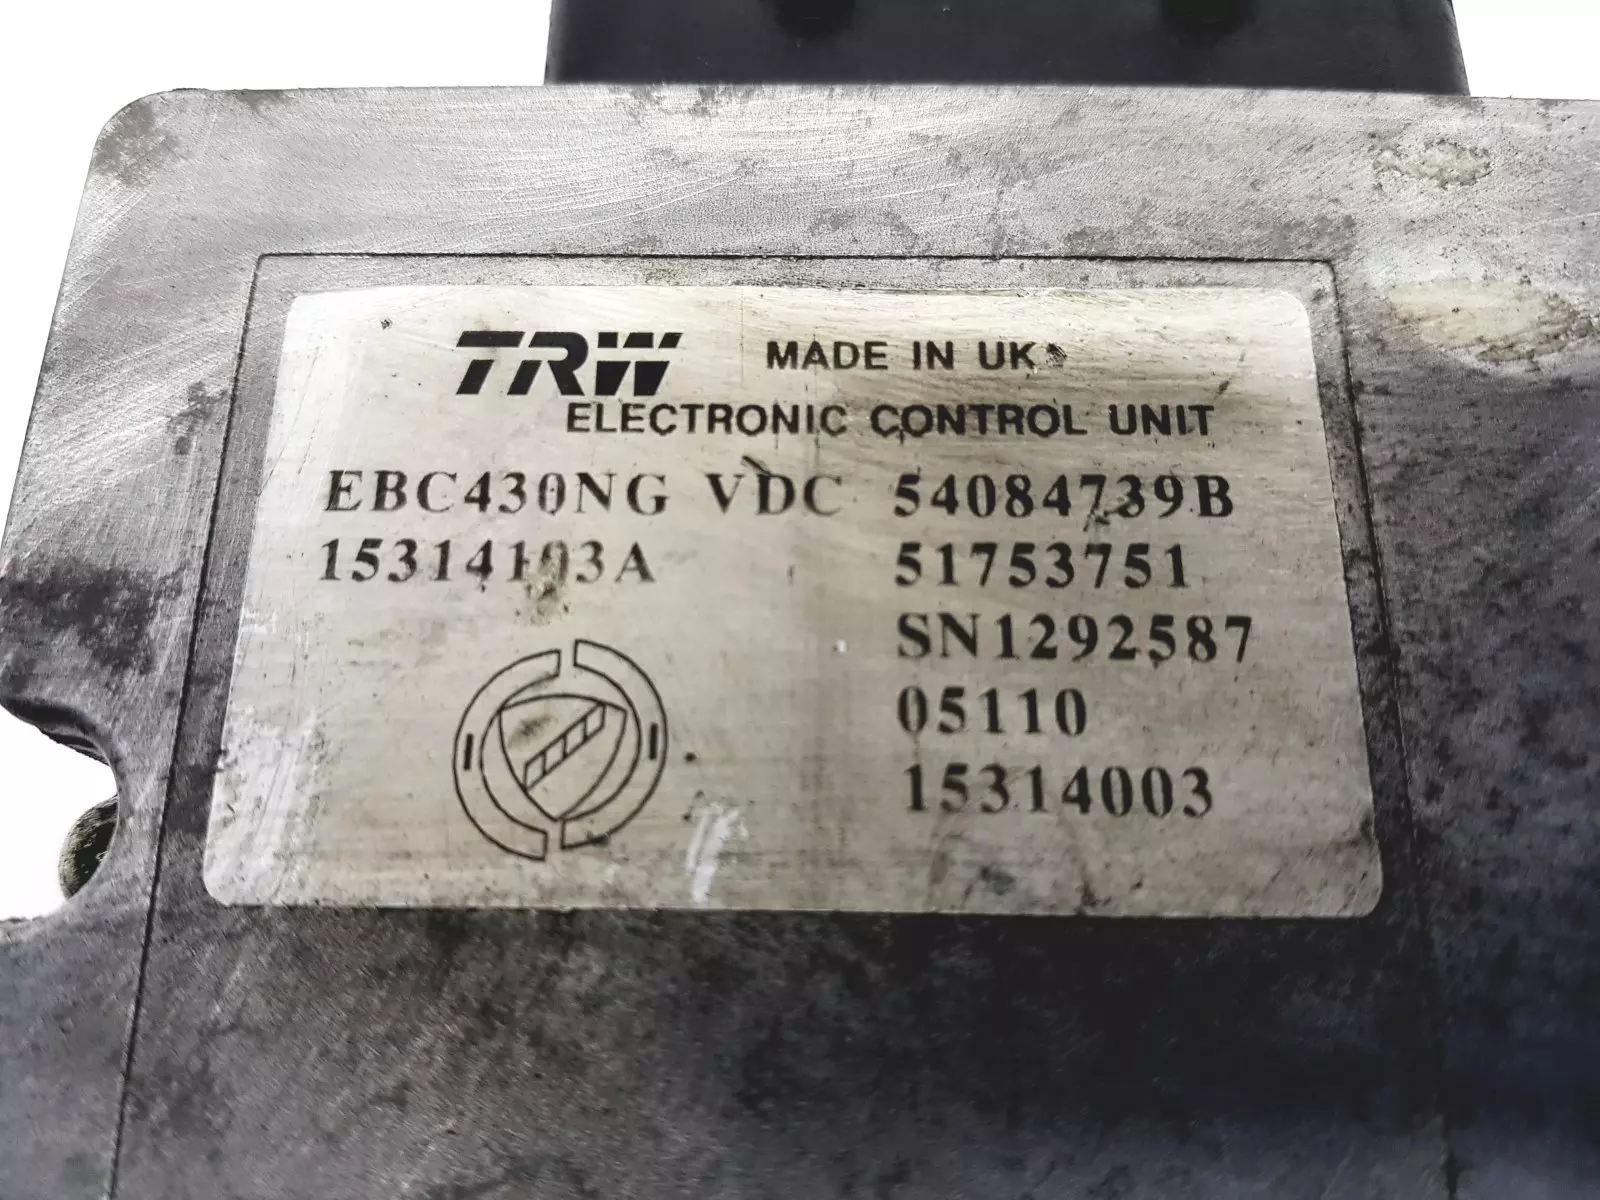 TRW MADE IN UK
ELECTRONIC CONTROL UNIT
EBC430NG VDC 54084739B
15314103A 51753751
SN1292587
05110
15314003